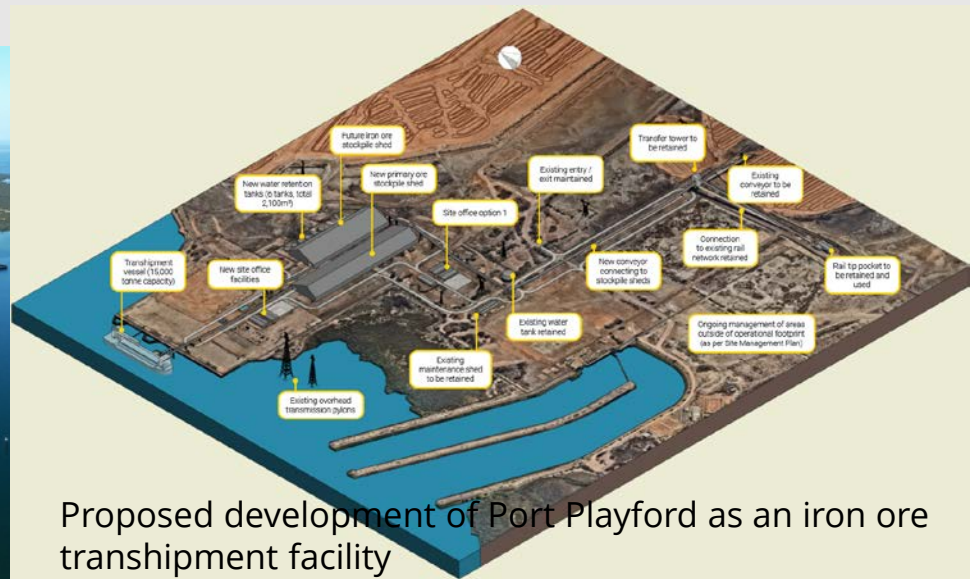 Future iron ore
stockpile shed
New water retention
tanks (6 tanks, total
2,100m³)
New primary ore
stockpile shed
Transfer tower to
be retained
Existing entry /
exit maintained
Existing
conveyor to be
retained
Site office option 1
Transhipment
vessel (15,000
tonne capacity)
New site office
facilities
New conveyor
connecting to
stockpile sheds
Connection
to existing rail
network retained
Rail tip pocket to
be retained and
used
Existing water
tank retained
Ongoing management of areas
outside of operational footprint
(as per Site Management Plan)
Existing
maintenance shed
to be retained
Existing overhead
transmission pylons
Proposed development of Port Playford as an iron ore
transhipment facility